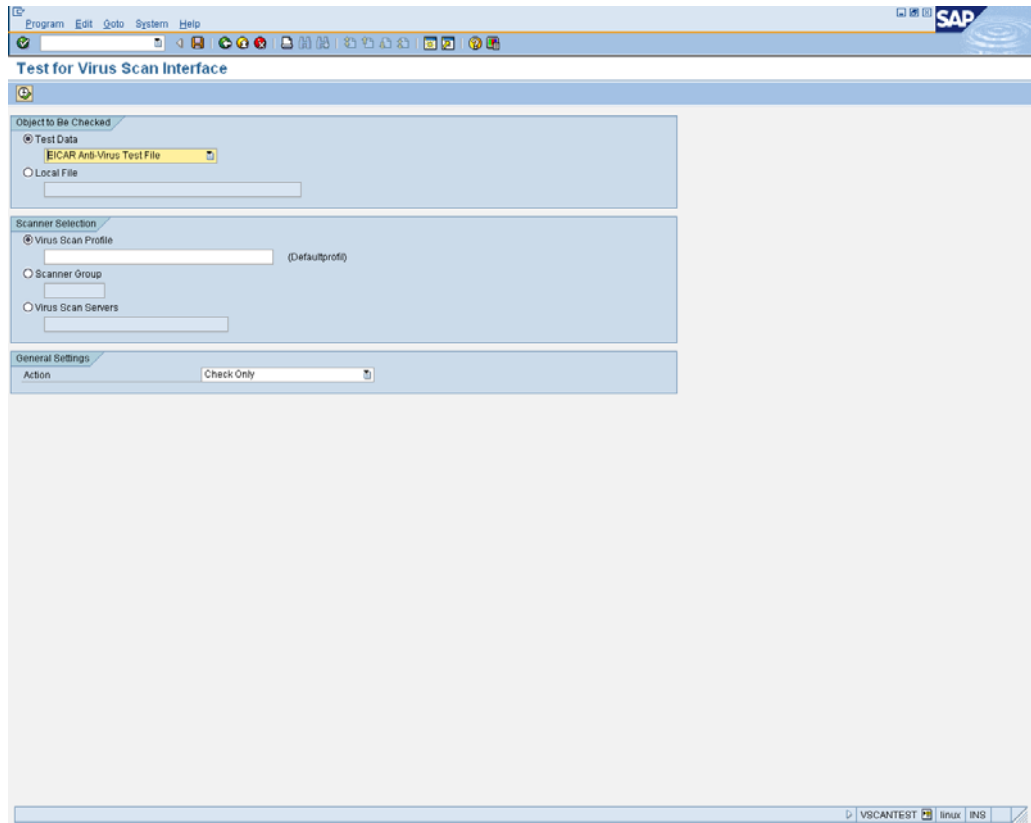 Program Edit Goto System Help
SAP
Test for Virus Scan Interface
Object to Be Checked
Test Data
EICAR Anti-Virus Test File
Local File
Scanner Selection
Virus Scan Profile
(Defaultprofil)
Scanner Group
Virus Scan Servers
General Settings
Action Check Only
VSCANTEST linux INS